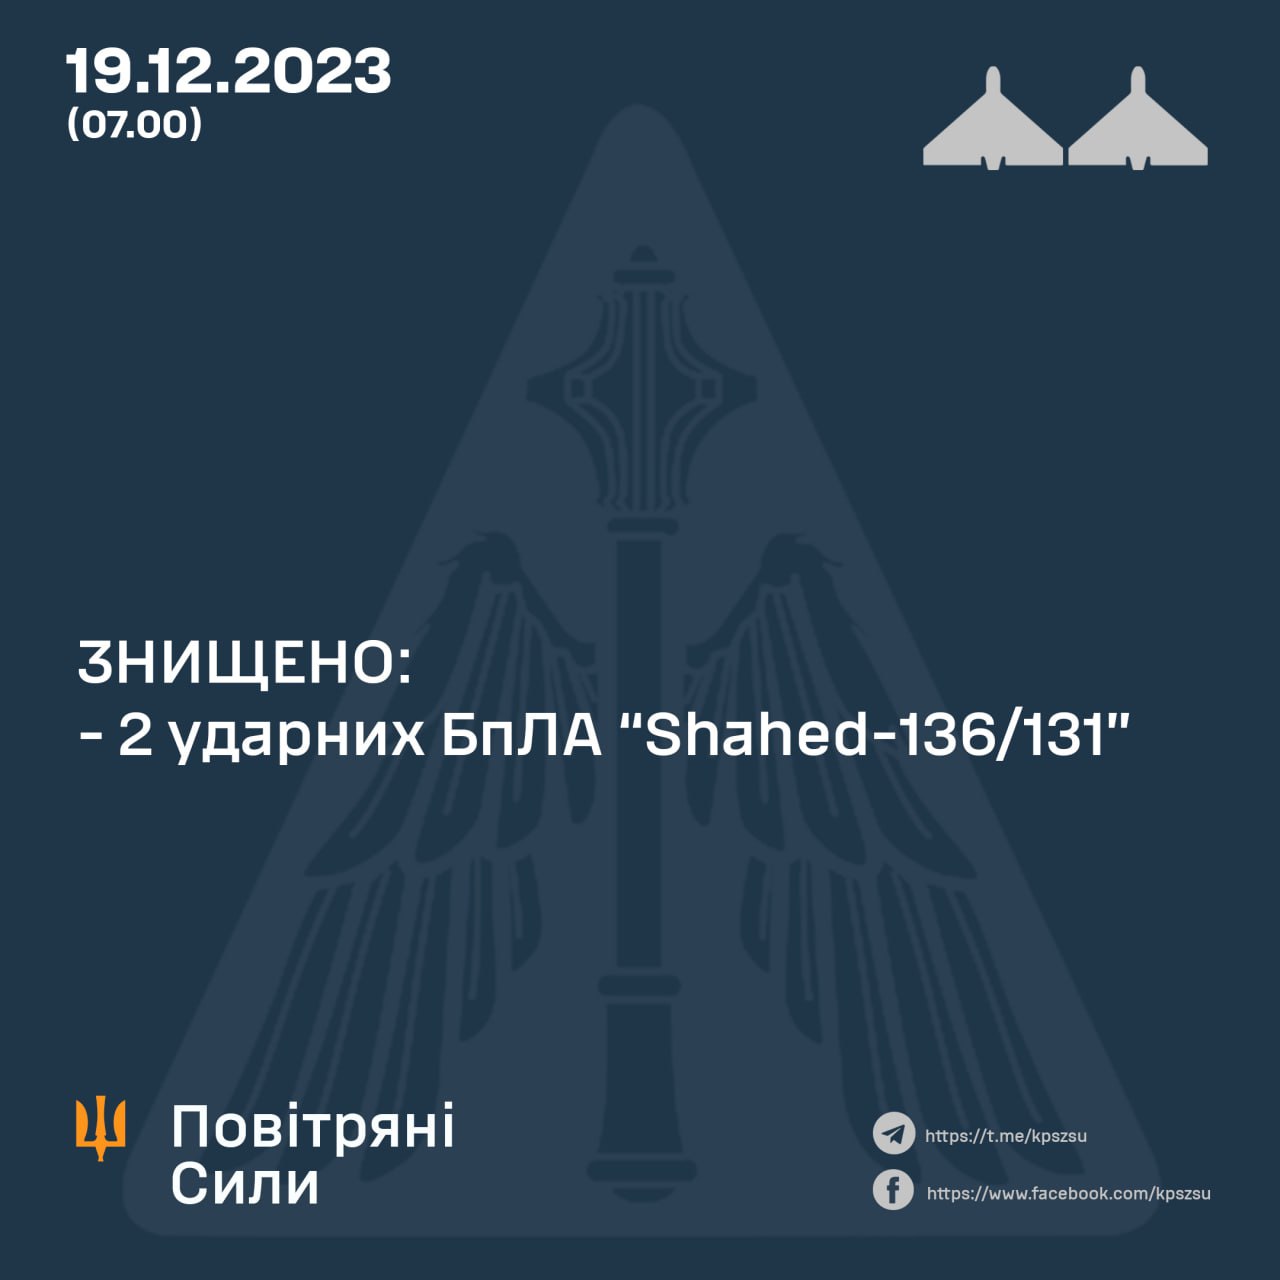 19.12.2023
(07.00)
ЗНИЩЕНО:
- 2 ударних БпЛА “Shahed-136/131”
Повітряні
Сили
https://t.me/kpszsu
https://www.facebook.com/kpszsu